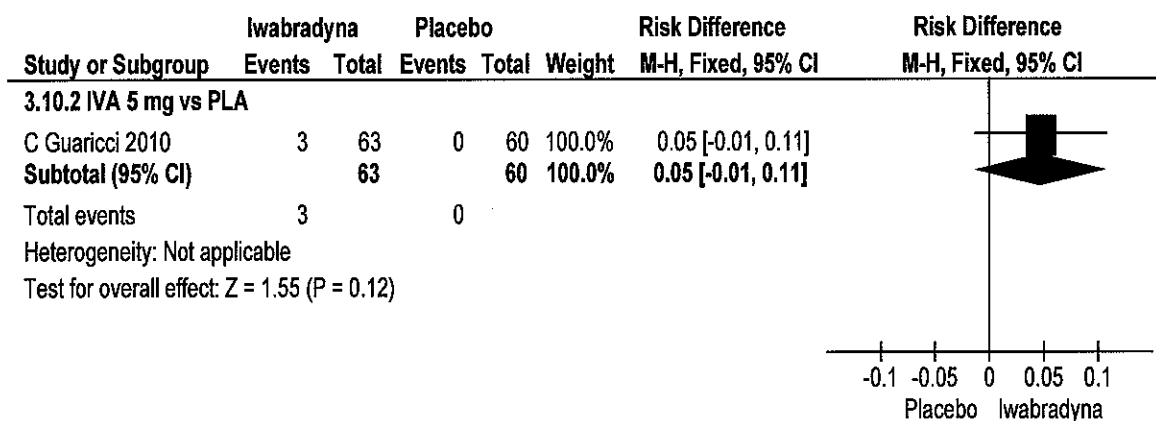 Iwabradyna Placebo Risk Difference Risk Difference
Study or Subgroup Events Total Events Total Weight M-H, Fixed, 95% CI M-H, Fixed, 95% CI
3.10.2 IVA 5 mg vs PLA
C Guaricci 2010 3 63 0 60 100.0% 0.05 [-0.01, 0.11]
Subtotal (95% CI) 63 60 100.0% 0.05 [-0.01, 0.11]
Total events 3 0
Heterogeneity: Not applicable
Test for overall effect: Z = 1.55 (P = 0.12)
-0.1 -0.05 0 0.05 0.1
Placebo Iwabradyna